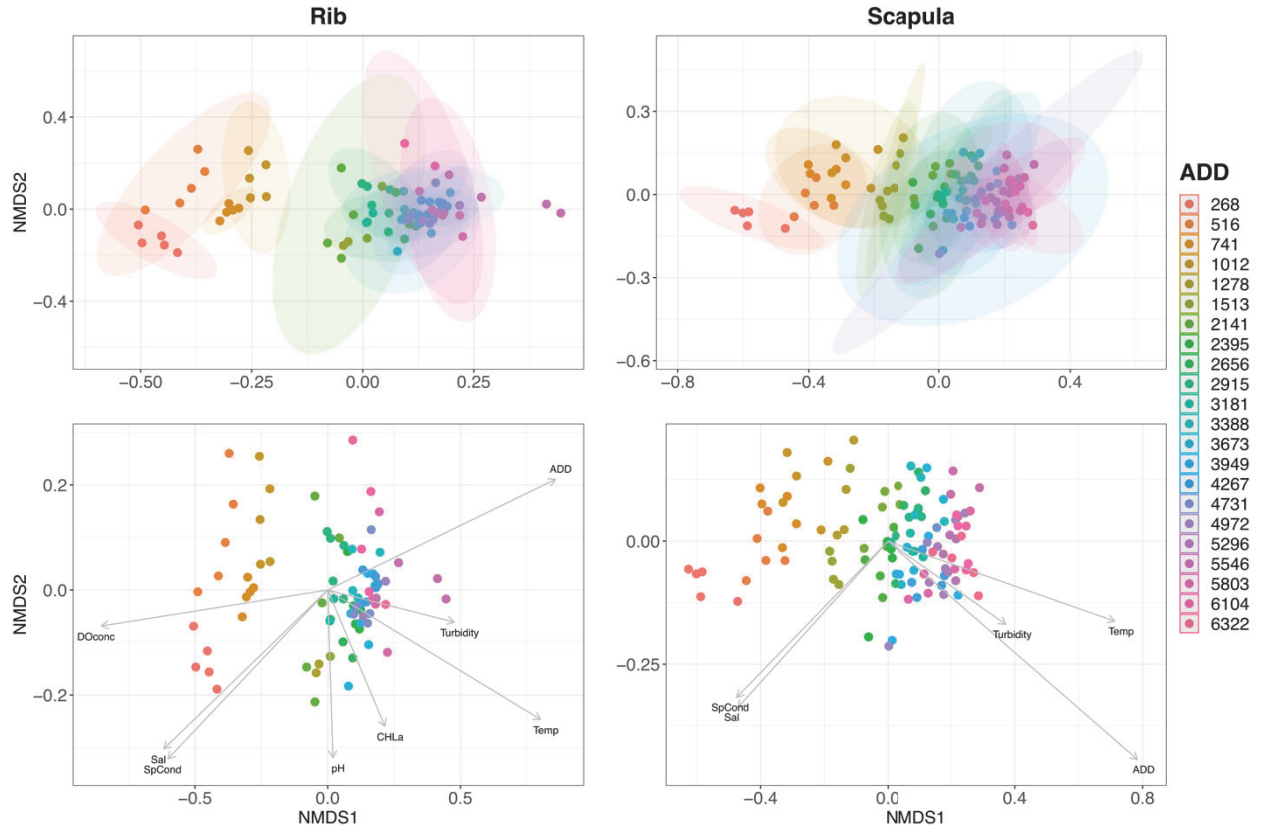 Rib
Scapula
NMDS2
0.4
0.0
−0.4
−0.50
−0.25
0.00
0.25
0.3
0.0
−0.3
−0.6
−0.8
−0.4
0.0
0.4
ADD
268
516
741
1012
1278
1513
2141
2395
2656
2915
3181
3388
3673
3949
4267
4731
4972
5296
5546
5803
6104
6322
NMDS2
0.2
0.0
−0.2
ADD
DOconc
Turbidity
Temp
CHLa
Sal
SpCond
pH
−0.5
0.0
0.5
NMDS1
0.00
−0.25
Temp
Turbidity
SpCond
Sal
ADD
−0.4
0.0
0.4
0.8
NMDS1